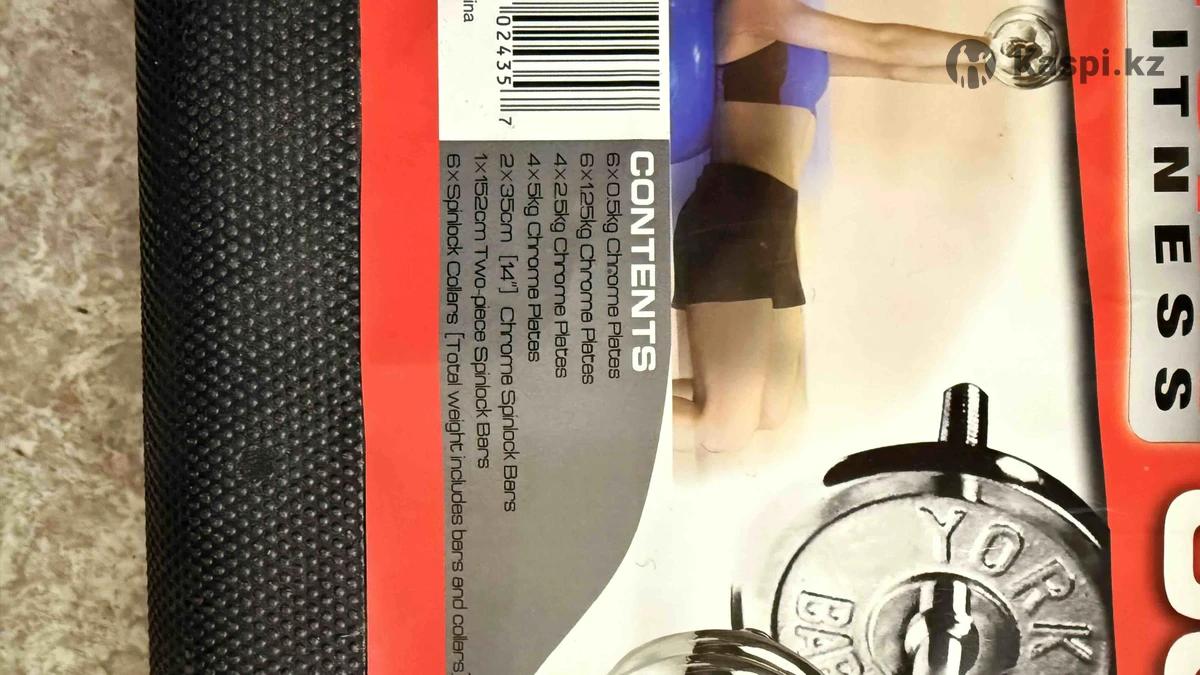 CONTENTS
6×0.5kg Chrome Plates
6×1.25kg Chrome Plates
4×2.5kg Chrome Plates
4×5kg Chrome Plates
2×35cm [14"] Chrome Spinlock Bars
1×152cm Two-piece Spinlock Bars
6×Spinlock Collars [Total weight includes bars and collars]
02435 7
ina
ITNESS
YORK
BA
Kaspi.kz